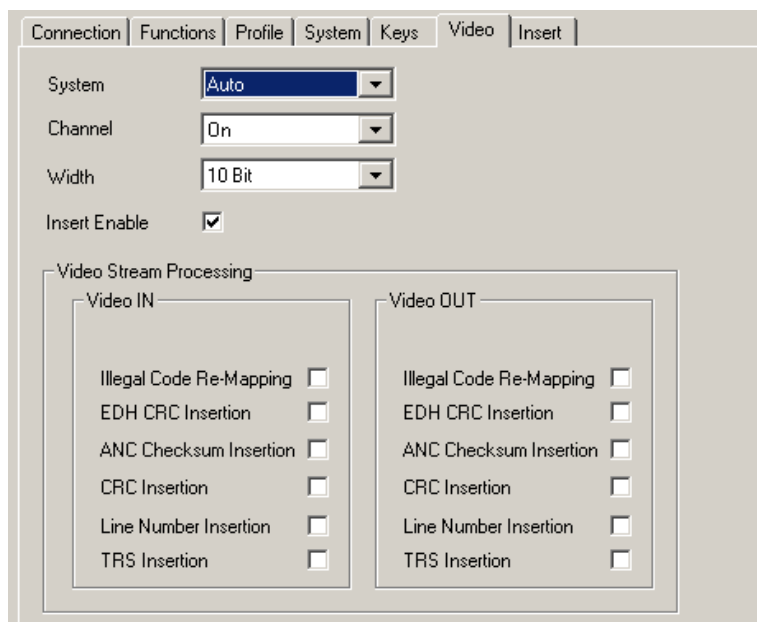 Connection Functions Profile System Keys Video Insert
System Auto
Channel On
Width 10 Bit
Insert Enable
Video Stream Processing
Video IN
Illegal Code Re-Mapping
EDH CRC Insertion
ANC Checksum Insertion
CRC Insertion
Line Number Insertion
TRS Insertion
Video OUT
Illegal Code Re-Mapping
EDH CRC Insertion
ANC Checksum Insertion
CRC Insertion
Line Number Insertion
TRS Insertion